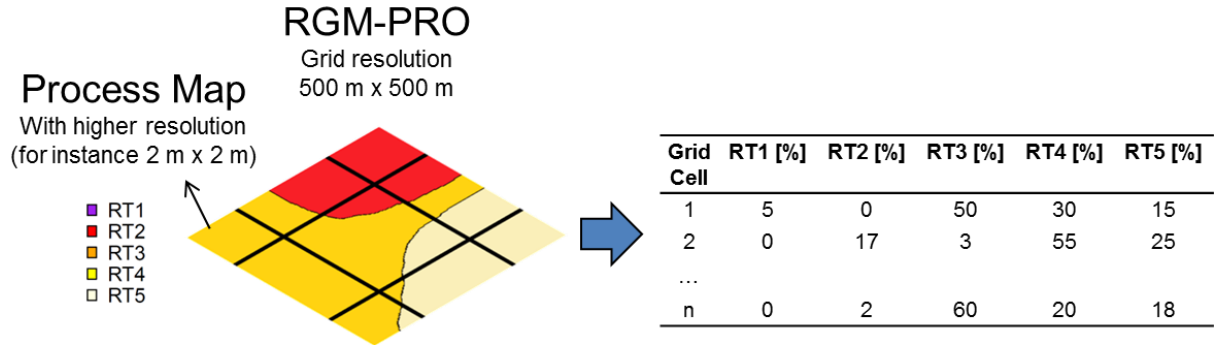 RGM-PRO
Grid resolution
500 m x 500 m
Process Map
With higher resolution
(for instance 2 m x 2 m)
RT1
RT2
RT3
RT4
RT5
Grid Cell RT1 [%] RT2 [%] RT3 [%] RT4 [%] RT5 [%]
1 5 0 50 30 15
2 0 17 3 55 25
...
n 0 2 60 20 18